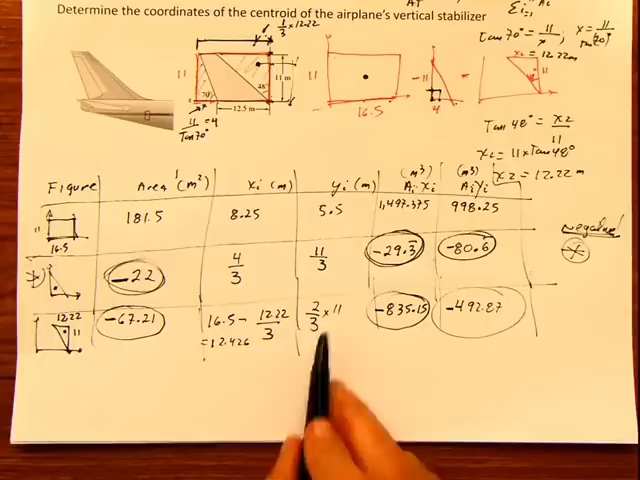 Determine the coordinates of the centroid of the airplane's vertical stabilizer
1/3 × 12.22
11
11 m
70°
48°
x
12.5 m
11/Tan70° = 4
11
16.5
- 11
4
=
x2
11
Σ i=1
Tan 70° = 11/x, x = 11/tan(70°)
= 12.22m
Tan 48° = x2/11
x2 = 11×Tan48°
x2 = 12.22 m
Figure
Area (m²)
xi (m)
yi (m)
(m³) Ai xi
(m³) Ai yi
11
16.5
181.5
8.25
5.5
1,497.375
998.25
-22
4/3
11/3
-29.3
-80.6
negative
12.22
11
-67.21
16.5 - 12.22/3
= 12.426
2/3 × 11
-835.15
-492.87